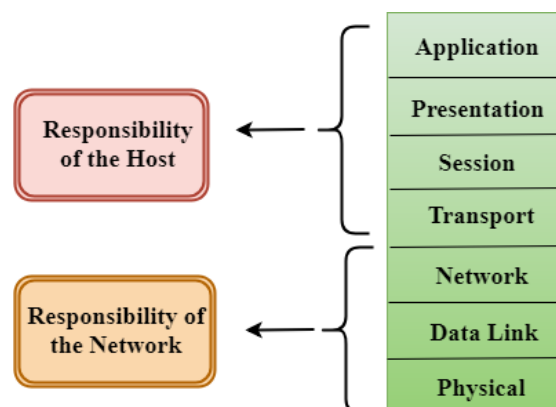 Application
Presentation
Session
Transport
Network
Data Link
Physical
Responsibility
of the Host
Responsibility of
the Network